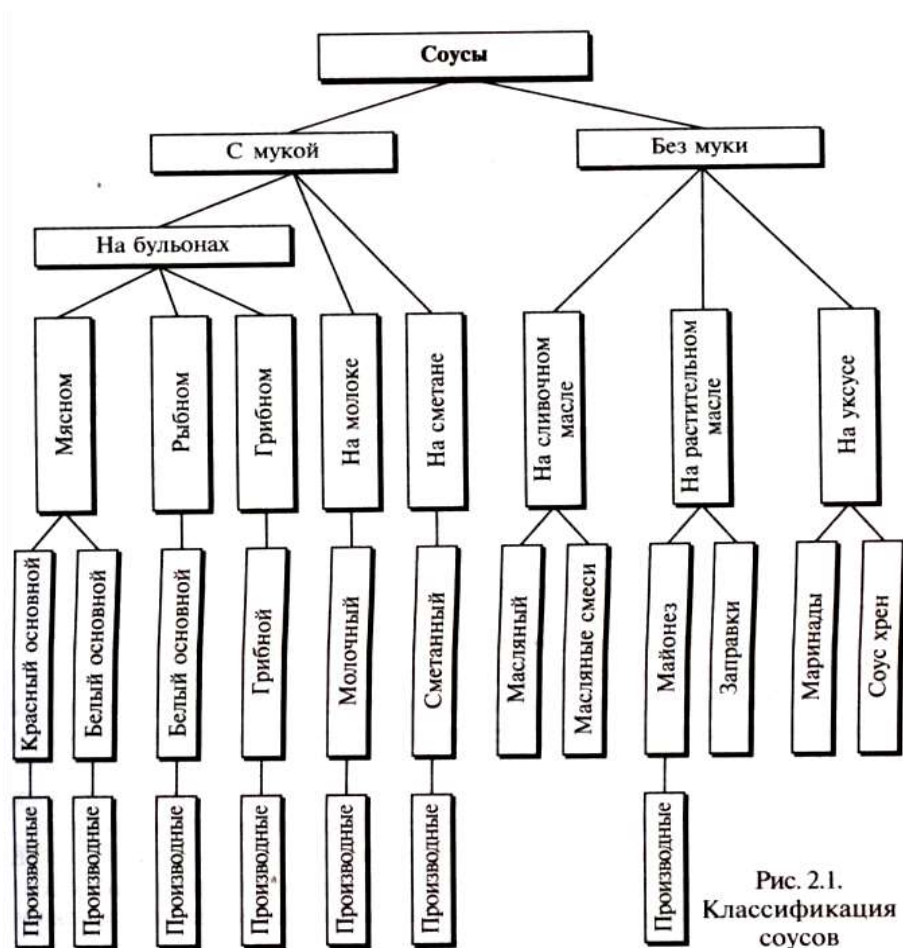 Соусы
С мукой
Без муки
На бульонах
Мясном
Рыбном
Грибном
На молоке
На сметане
На сливочном
масле
На растительном
масле
На уксусе
Красный основной
Белый основной
Белый основной
Грибной
Молочный
Сметанный
Масляный
Масляные смеси
Майонез
Заправки
Маринады
Соус хрен
Производные
Производные
Производные
Производные
Производные
Производные
Производные
Рис. 2.1.
Классификация
соусов